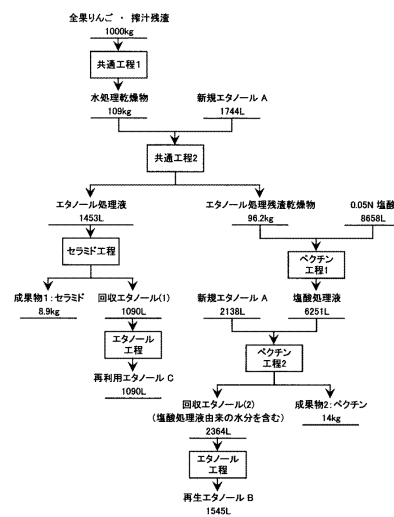 全果りんご ・ 搾汁残渣
1000kg
共通工程1
水処理乾燥物
109kg
新規エタノール A
1744L
共通工程2
エタノール処理液
1453L
エタノール処理残渣乾燥物
96.2kg
0.05N 塩酸
8658L
セラミド工程
ペクチン
工程1
成果物1：セラミド
8.9kg
回収エタノール(1)
1090L
新規エタノール A
2138L
塩酸処理液
6251L
エタノール
工程
ペクチン
工程2
再利用エタノール C
1090L
回収エタノール(2)
(塩酸処理液由来の水分を含む)
2364L
成果物2：ペクチン
14kg
エタノール
工程
再生エタノール B
1545L